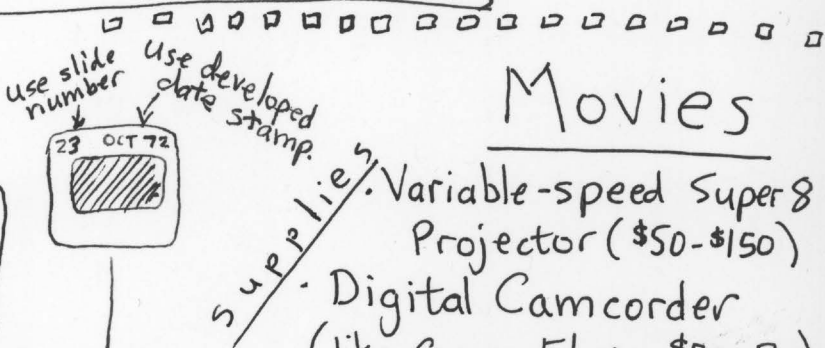 use slide
number
use developed
date stamp.
23 OCT 72
Supplies
Movies
• Variable-speed Super 8
Projector ($50-$150)
• Digital Camcorder